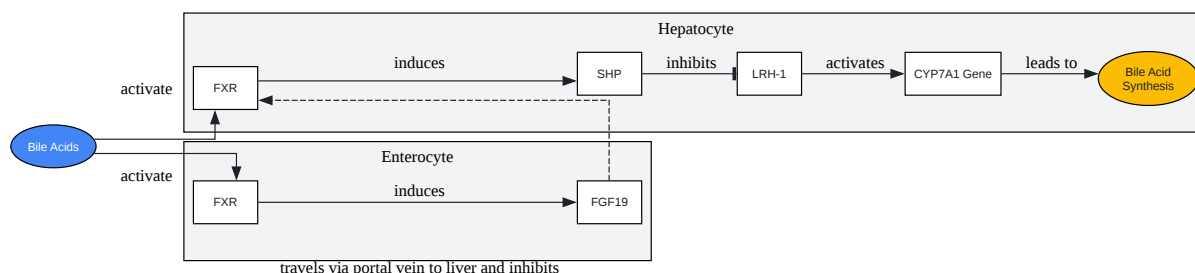 Hepatocyte
induces
SHP
inhibits
LRH-1
activates
CYP7A1 Gene
leads to
Bile Acid
Synthesis
activate
FXR
Bile Acids
Enterocyte
activate
FXR
induces
FGF19
travels via portal vein to liver and inhibits